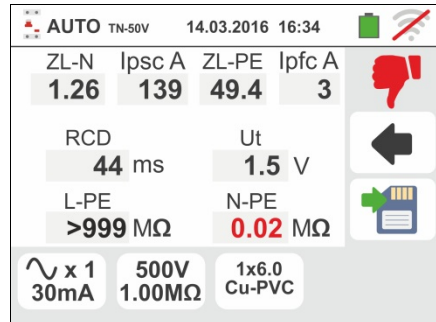 AUTO TN-50V 14.03.2016 16:34
ZL-N Ipsc A ZL-PE Ipfc A
1.26 139 49.4 3
RCD Ut
44 ms 1.5 V
L-PE N-PE
>999 MΩ 0.02 MΩ
x 1 500V 1x6.0
30mA 1.00MΩ Cu-PVC